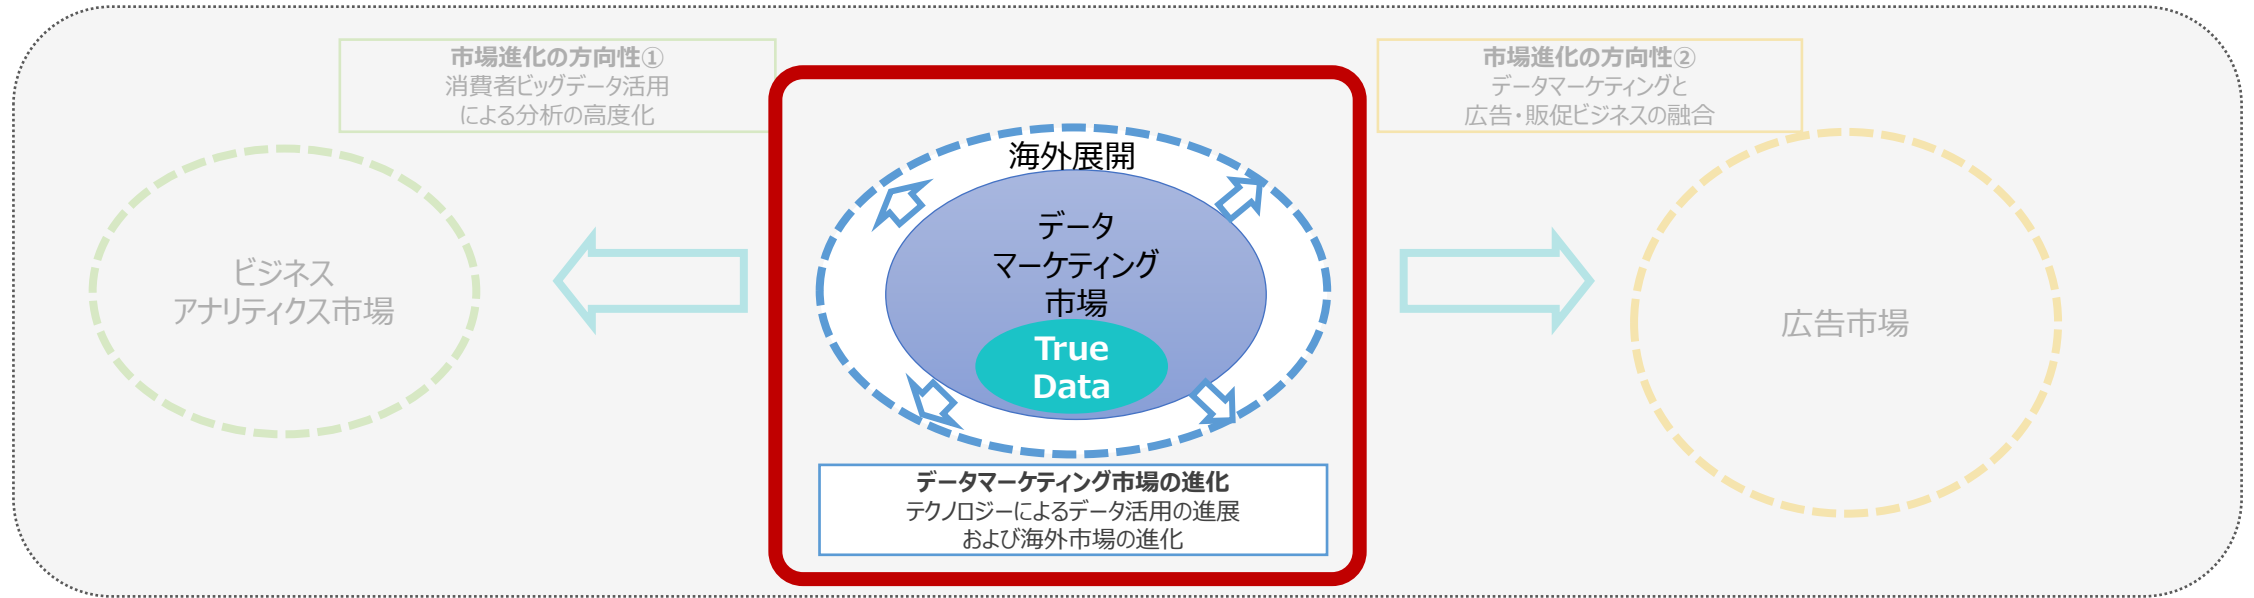 市場進化の方向性①
消費者ビッグデータ活用
による分析の高度化
ビジネス
アナリティクス市場
海外展開
データ
マーケティング
市場
True
Data
データマーケティング市場の進化
テクノロジーによるデータ活用の進展
および海外市場の進化
市場進化の方向性②
データマーケティングと
広告・販促ビジネスの融合
広告市場